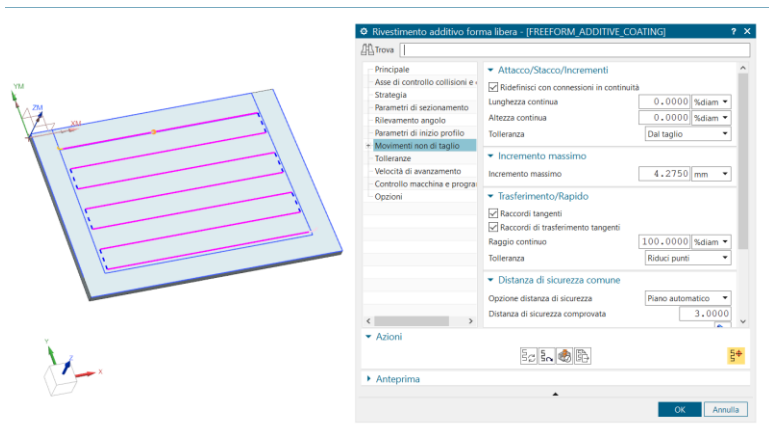 YM
ZM
XM
Y
Z
X
Rivestimento additivo forma libera - [FREEFORM_ADDITIVE_COATING] ? X
Trova
Principale
Asse di controllo collisioni e
Strategia
Parametri di sezionamento
Rilevamento angolo
Parametri di inizio profilo
Movimenti non di taglio
Tolleranze
Velocità di avanzamento
Controllo macchina e progra
Opzioni
Attacco/Stacco/Incrementi
Ridefinisci con connessioni in continuità
Lunghezza continua 0.0000 %diam
Altezza continua 0.0000 %diam
Tolleranza Dal taglio
Incremento massimo
Incremento massimo 4.2750 mm
Trasferimento/Rapido
Raccordi tangenti
Raccordi di trasferimento tangenti
Raggio continuo 100.0000 %diam
Tolleranza Riduci punti
Distanza di sicurezza comune
Opzione distanza di sicurezza Piano automatico
Distanza di sicurezza comprovata 3.0000
Azioni
Anteprima
OK Annulla